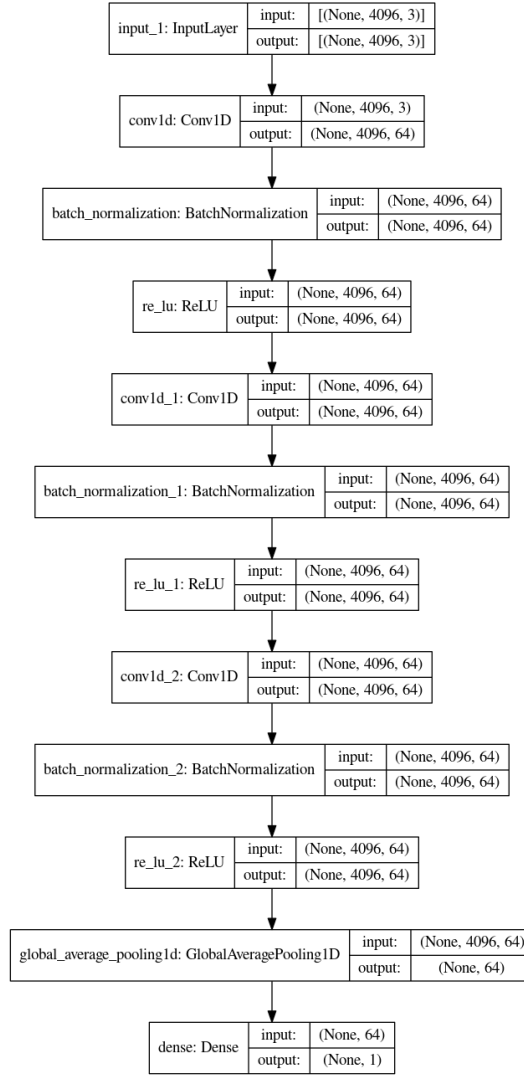 input_1: InputLayer
input: [(None, 4096, 3)]
output: [(None, 4096, 3)]
conv1d: Conv1D
input: (None, 4096, 3)
output: (None, 4096, 64)
batch_normalization: BatchNormalization
input: (None, 4096, 64)
output: (None, 4096, 64)
re_lu: ReLU
input: (None, 4096, 64)
output: (None, 4096, 64)
conv1d_1: Conv1D
input: (None, 4096, 64)
output: (None, 4096, 64)
batch_normalization_1: BatchNormalization
input: (None, 4096, 64)
output: (None, 4096, 64)
re_lu_1: ReLU
input: (None, 4096, 64)
output: (None, 4096, 64)
conv1d_2: Conv1D
input: (None, 4096, 64)
output: (None, 4096, 64)
batch_normalization_2: BatchNormalization
input: (None, 4096, 64)
output: (None, 4096, 64)
re_lu_2: ReLU
input: (None, 4096, 64)
output: (None, 4096, 64)
global_average_pooling1d: GlobalAveragePooling1D
input: (None, 4096, 64)
output: (None, 64)
dense: Dense
input: (None, 64)
output: (None, 1)